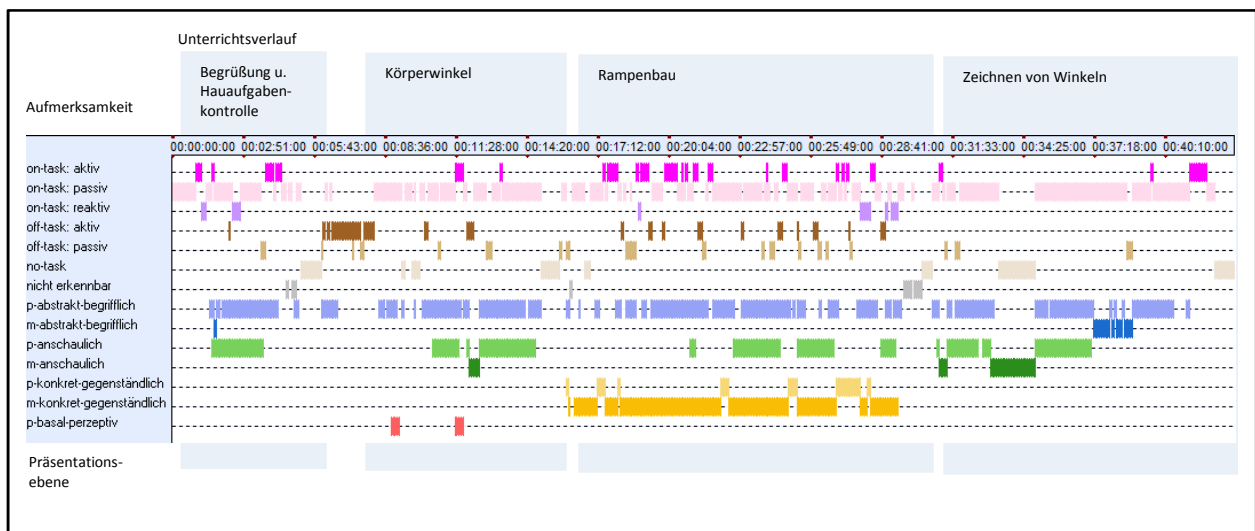 Unterrichtsverlauf
Begrüßung u.
Hauaufgaben-
kontrolle
Körperwinkel
Rampenbau
Zeichnen von Winkeln
Aufmerksamkeit
00:00:00:00 00:02:51:00 00:05:43:00 00:08:36:00 00:11:28:00 00:14:20:00 00:17:12:00 00:20:04:00 00:22:57:00 00:25:49:00 00:28:41:00 00:31:33:00 00:34:25:00 00:37:18:00 00:40:10:00
on-task: aktiv
on-task: passiv
on-task: reaktiv
off-task: aktiv
off-task: passiv
no-task
nicht erkennbar
p-abstrakt-begrifflich
m-abstrakt-begrifflich
p-anschaulich
m-anschaulich
p-konkret-gegenständlich
m-konkret-gegenständlich
p-basal-perzeptiv
Präsentations-
ebene